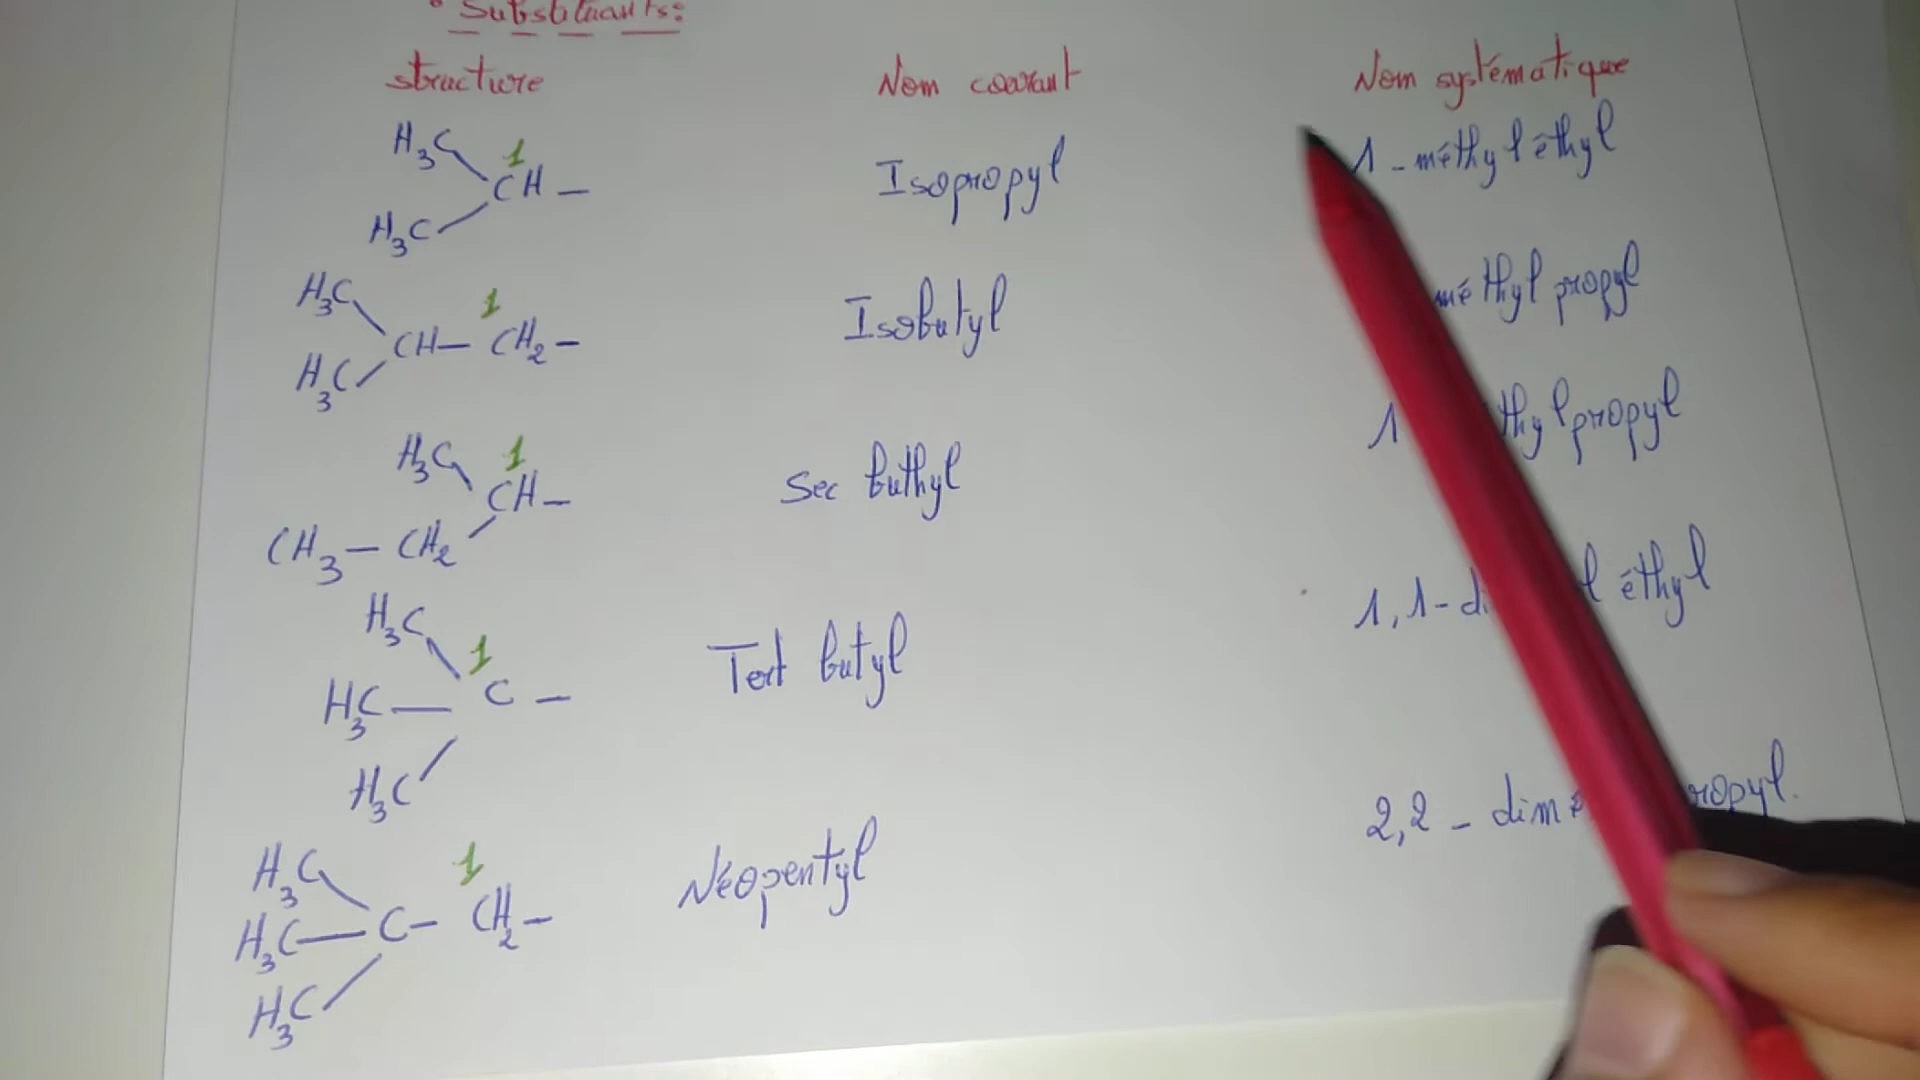 • Substituants:
structure Nom courant Nom systématique
H3C 1
CH – Isopropyl 1 - méthyl éthyl
H3C
H3C 1
CH – CH2 – Isobutyl méthyl propyl
H3C
H3C 1
CH – Sec buthyl 1 thyl propyl
CH3 – CH2
H3C 1
H3C – C – Tert butyl 1,1 - di l éthyl
H3C
H3C 1
H3C – C – CH2 – Néopentyl 2,2 - dimé ropyl.
H3C